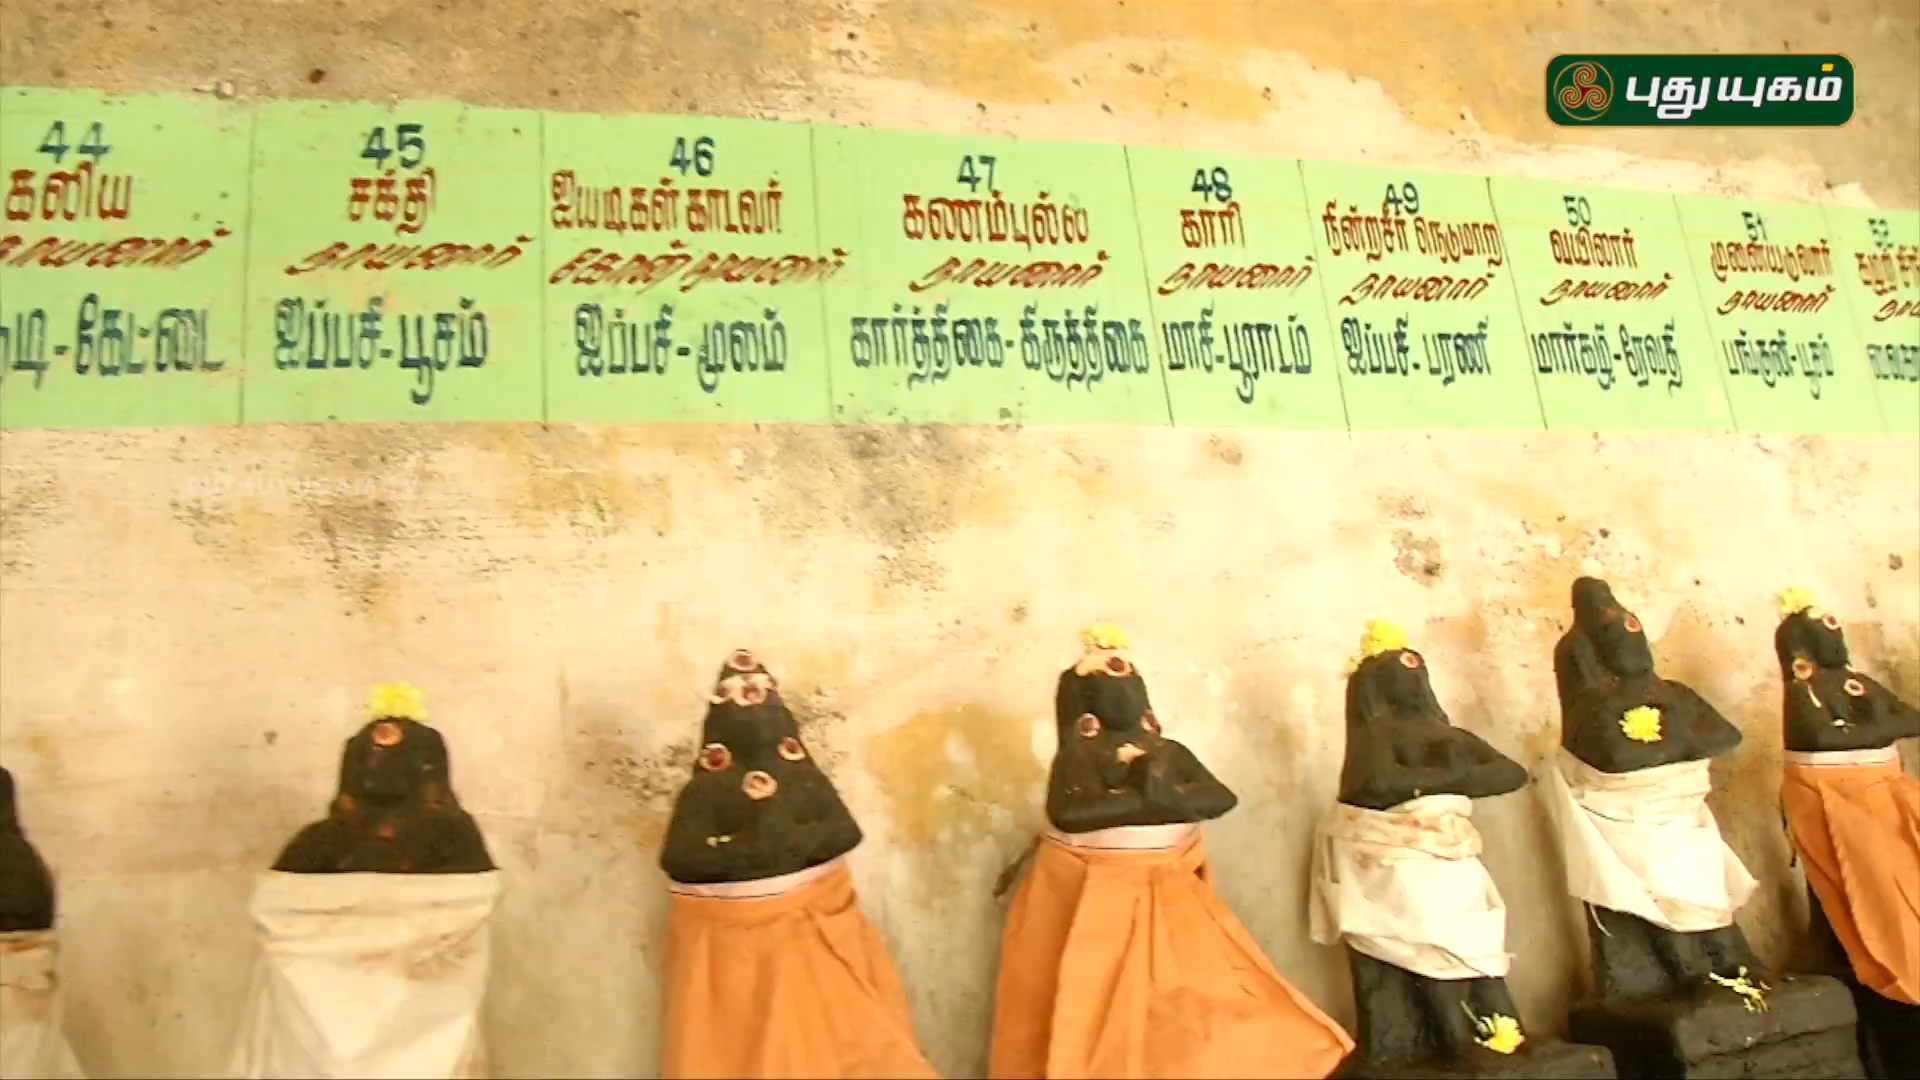 புதுயுகம்
44
கலிய
நாயனார்
டி-கேட்டை
45
சக்தி
நாயனார்
ஐப்பசி-பூசம்
46
ஐயடிகள் காடவர்
கோன் நாயனார்
ஐப்பசி-மூலம்
47
கணம்புல்ல
நாயனார்
கார்த்திகை-கிருத்திகை
48
காரி
நாயனார்
மாசி-பூராடம்
49
நின்றசீர் நெடுமாற
நாயனார்
ஐப்பசி-பரணி
50
வாயிலார்
நாயனார்
மார்கழி-ரேவதி
51
முனையடுவார்
நாயனார்
பங்குனி-பூசம்
52